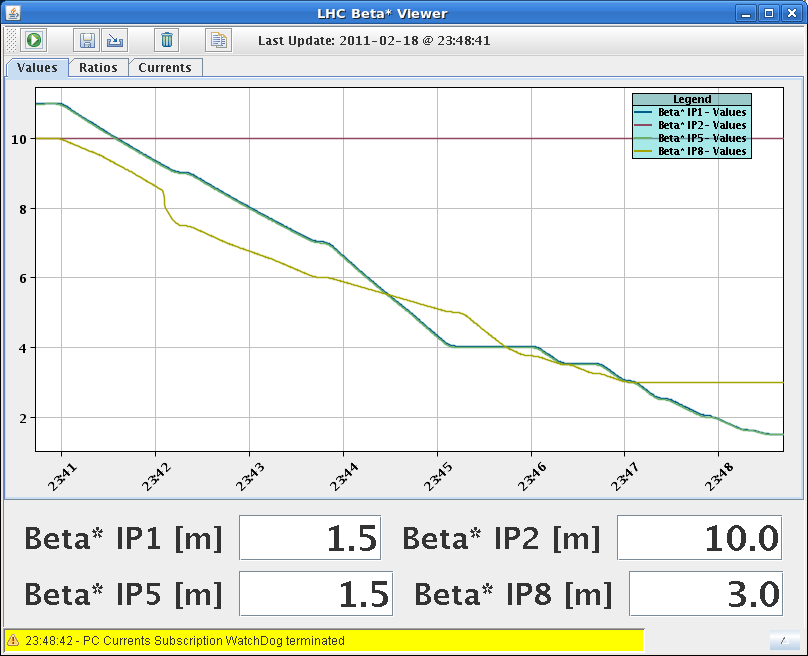 LHC Beta* Viewer
Last Update: 2011-02-18 @ 23:48:41
Values Ratios Currents
Legend
Beta* IP1 - Values
Beta* IP2 - Values
Beta* IP5 - Values
Beta* IP8 - Values
10
8
6
4
2
23:41 23:42 23:43 23:44 23:45 23:46 23:47 23:48
Beta* IP1 [m] 1.5 Beta* IP2 [m] 10.0
Beta* IP5 [m] 1.5 Beta* IP8 [m] 3.0
23:48:42 - PC Currents Subscription WatchDog terminated